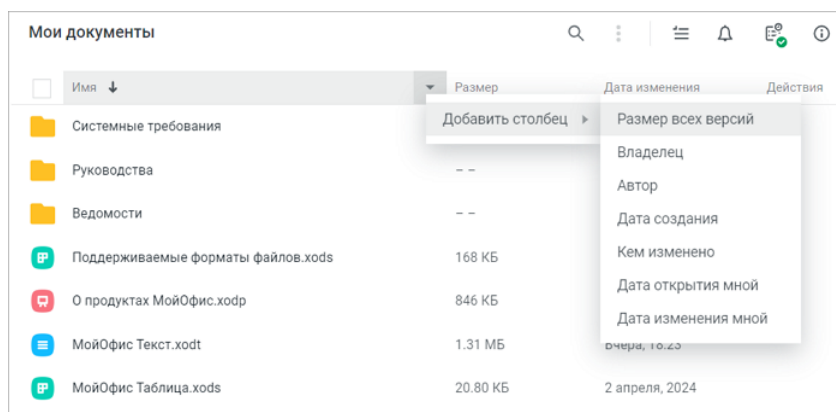 Мои документы
Имя Размер Дата изменения Действия
Добавить столбец
Размер всех версий
Владелец
Автор
Дата создания
Кем изменено
Дата открытия мной
Дата изменения мной
Системные требования
Руководства – –
Ведомости – –
Поддерживаемые форматы файлов.xods 168 КБ
О продуктах МойОфис.xodp 846 КБ
МойОфис Текст.xodt 1.31 МБ Вчера, 18:23
МойОфис Таблица.xods 20.80 КБ 2 апреля, 2024